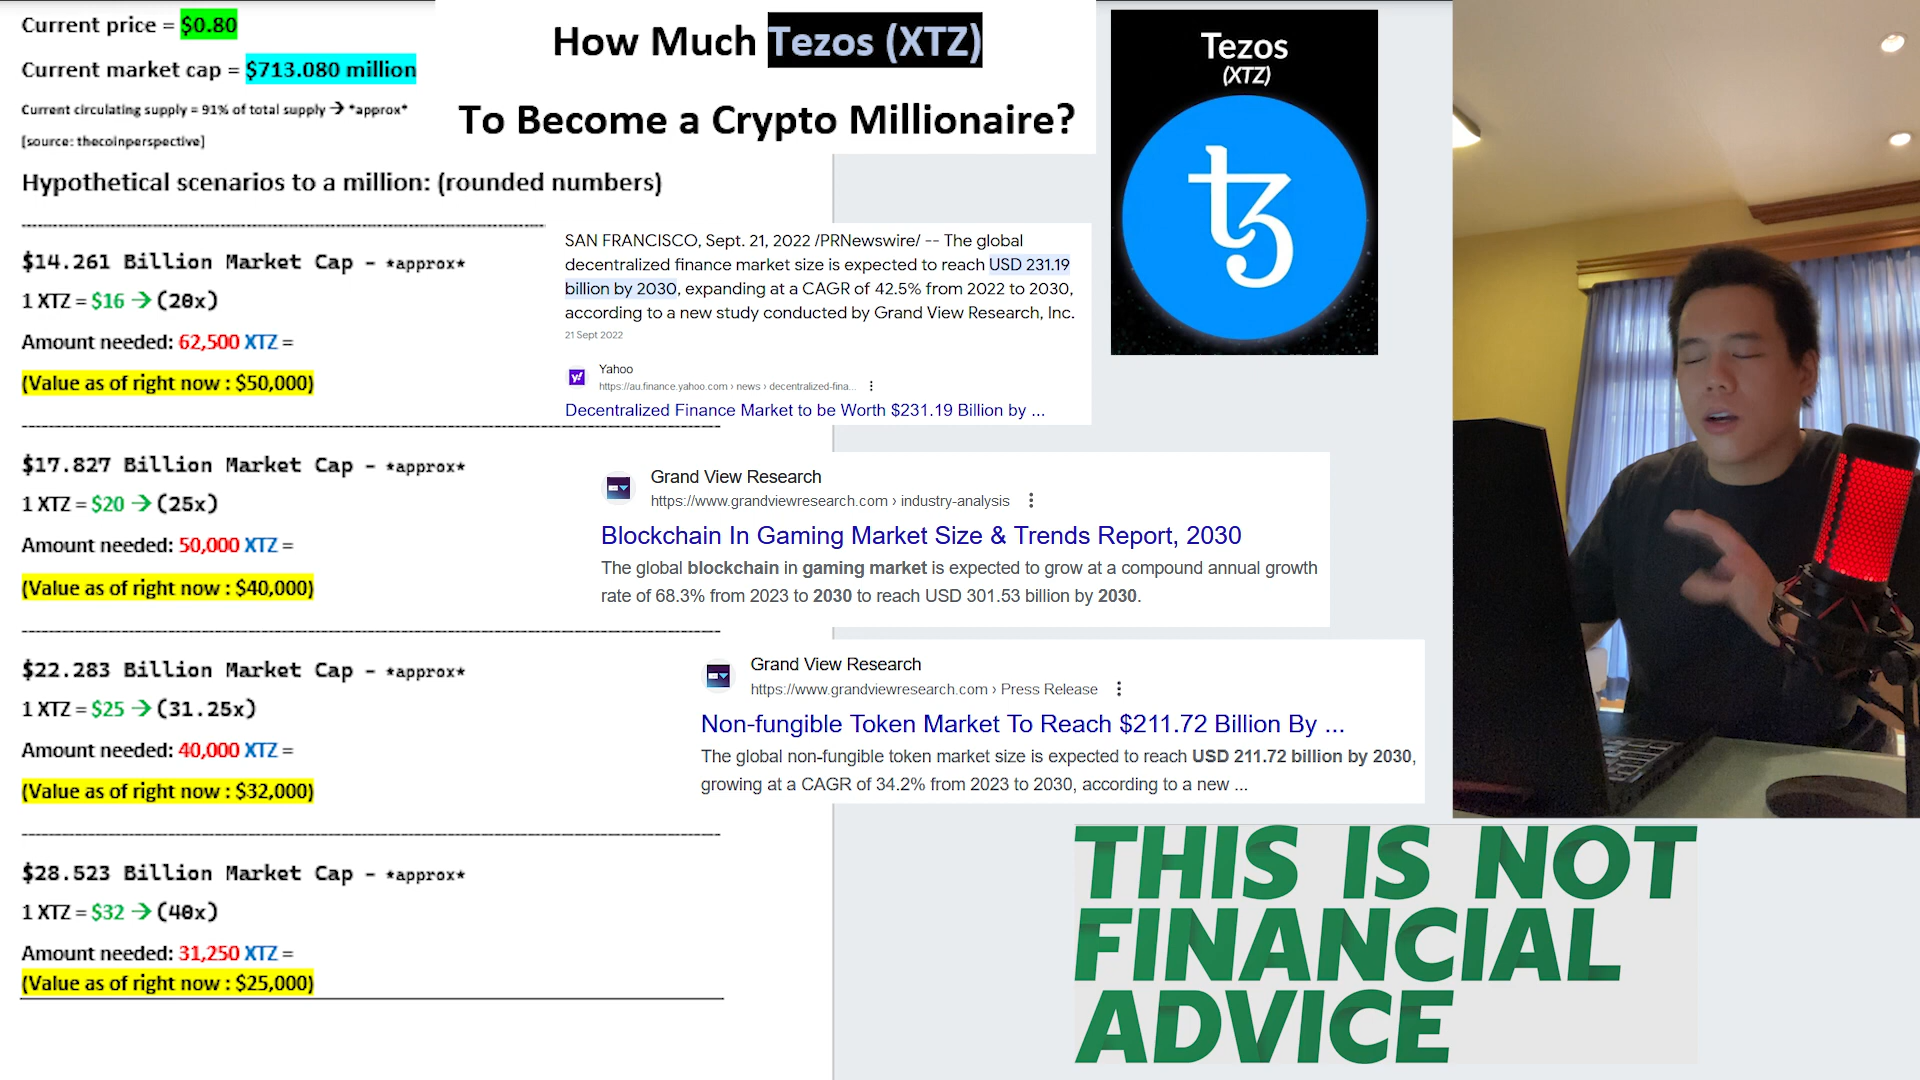 Current price = $0.80
Current market cap = $713.080 million
Current circulating supply = 91% of total supply → *approx*
[source: thecoinperspective]
Hypothetical scenarios to a million: (rounded numbers)
$14.261 Billion Market Cap - *approx*
1 XTZ = $16 → (20x)
Amount needed: 62,500 XTZ =
(Value as of right now : $50,000)
$17.827 Billion Market Cap - *approx*
1 XTZ = $20 → (25x)
Amount needed: 50,000 XTZ =
(Value as of right now : $40,000)
$22.283 Billion Market Cap - *approx*
1 XTZ = $25 → (31.25x)
Amount needed: 40,000 XTZ =
(Value as of right now : $32,000)
$28.523 Billion Market Cap - *approx*
1 XTZ = $32 → (40x)
Amount needed: 31,250 XTZ =
(Value as of right now : $25,000)
How Much Tezos (XTZ)
To Become a Crypto Millionaire?
SAN FRANCISCO, Sept. 21, 2022 /PRNewswire/ -- The global
decentralized finance market size is expected to reach USD 231.19
billion by 2030, expanding at a CAGR of 42.5% from 2022 to 2030,
according to a new study conducted by Grand View Research, Inc.
21 Sept 2022
y!
Yahoo
https://au.finance.yahoo.com › news › decentralized-fina...
Decentralized Finance Market to be Worth $231.19 Billion by ...
Grand View Research
https://www.grandviewresearch.com › industry-analysis
Blockchain In Gaming Market Size & Trends Report, 2030
The global blockchain in gaming market is expected to grow at a compound annual growth
rate of 68.3% from 2023 to 2030 to reach USD 301.53 billion by 2030.
Grand View Research
https://www.grandviewresearch.com › Press Release
Non-fungible Token Market To Reach $211.72 Billion By ...
The global non-fungible token market size is expected to reach USD 211.72 billion by 2030,
growing at a CAGR of 34.2% from 2023 to 2030, according to a new ...
Tezos
(XTZ)
THIS IS NOT
FINANCIAL
ADVICE